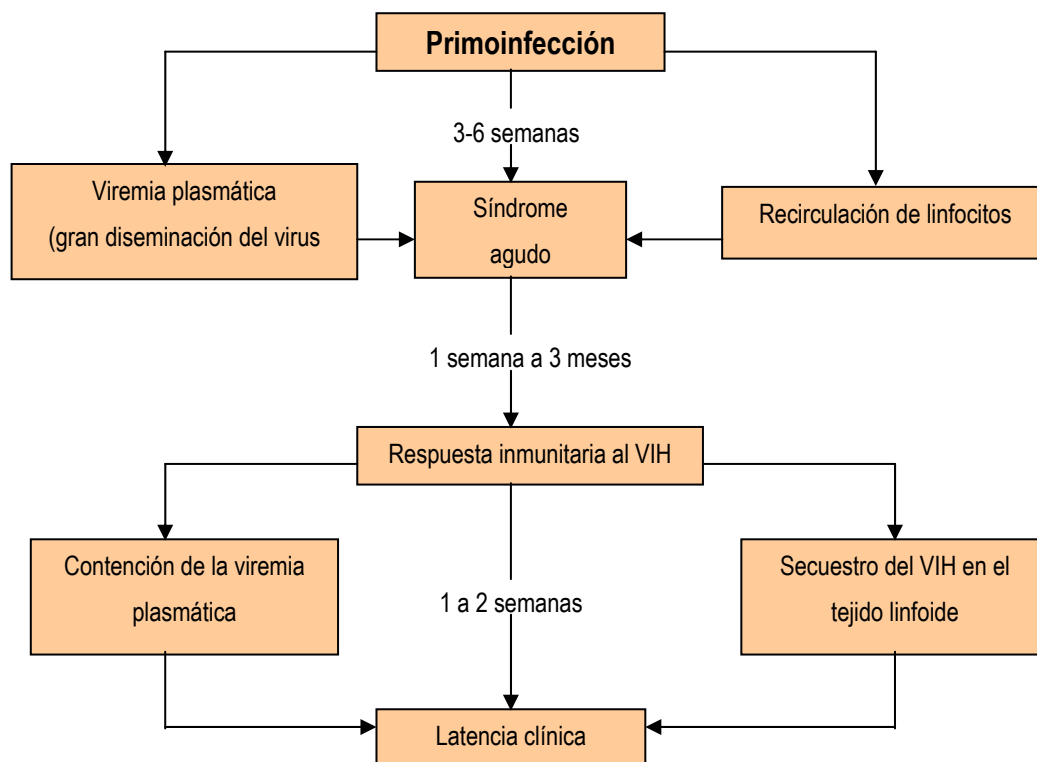 Primoinfección
3-6 semanas
Viremia plasmática
(gran diseminación del virus
Síndrome
agudo
Recirculación de linfocitos
1 semana a 3 meses
Respuesta inmunitaria al VIH
Contención de la viremia
plasmática
1 a 2 semanas
Secuestro del VIH en el
tejido linfoide
Latencia clínica